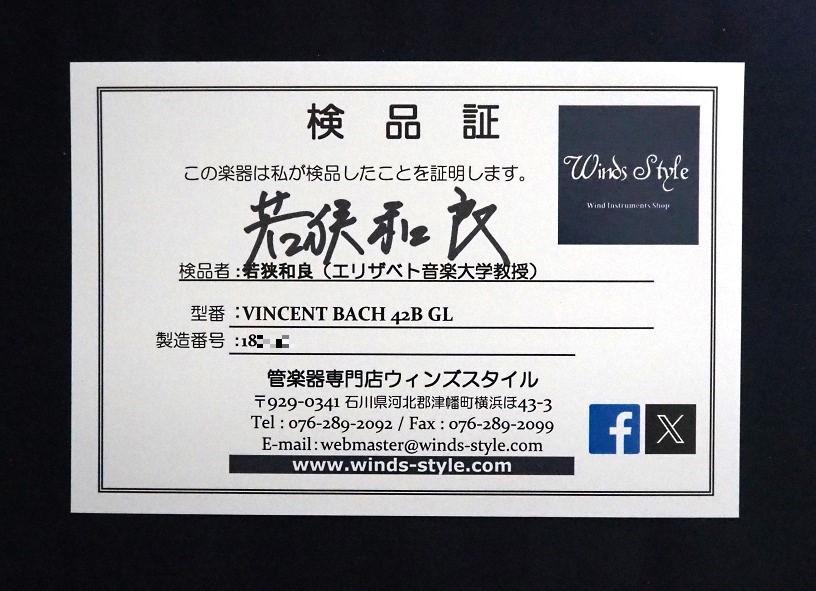 検品証
Winds Style
Wind Instruments Shop
この楽器は私が検品したことを証明します。
若狭和良
検品者：若狭和良（エリザベト音楽大学教授）
型番：VINCENT BACH 42B GL
製造番号：18
管楽器専門店ウィンズスタイル
〒929-0341 石川県河北郡津幡町横浜ほ43-3
Tel : 076-289-2092 / Fax : 076-289-2099
E-mail : webmaster@winds-style.com
www.winds-style.com